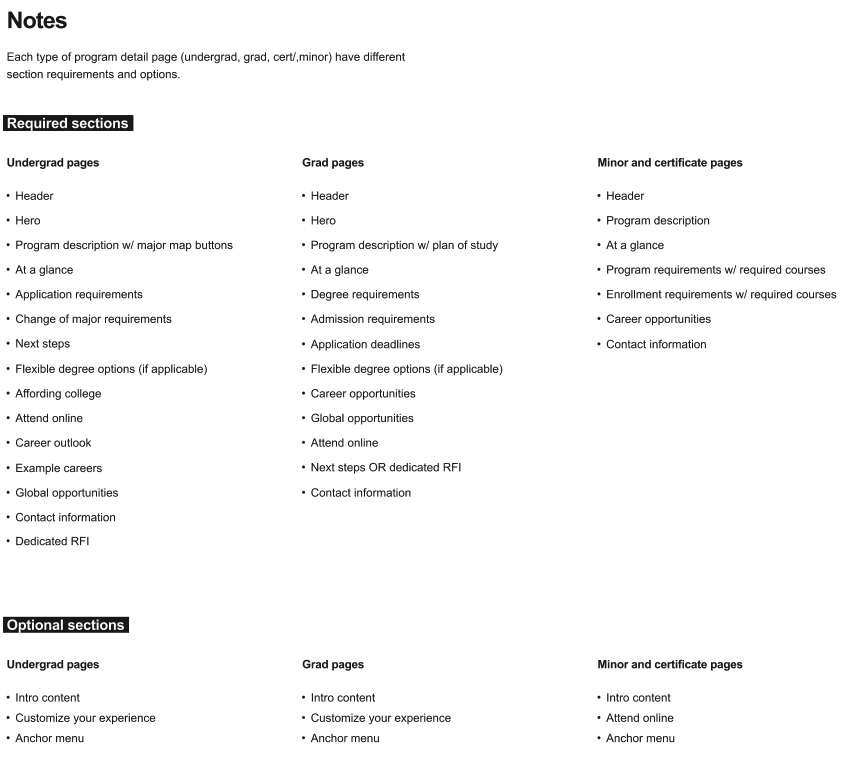 Notes
Each type of program detail page (undergrad, grad, cert/,minor) have different
section requirements and options.
Required sections
Undergrad pages
• Header
• Hero
• Program description w/ major map buttons
• At a glance
• Application requirements
• Change of major requirements
• Next steps
• Flexible degree options (if applicable)
• Affording college
• Attend online
• Career outlook
• Example careers
• Global opportunities
• Contact information
• Dedicated RFI
Grad pages
• Header
• Hero
• Program description w/ plan of study
• At a glance
• Degree requirements
• Admission requirements
• Application deadlines
• Flexible degree options (if applicable)
• Career opportunities
• Global opportunities
• Attend online
• Next steps OR dedicated RFI
• Contact information
Minor and certificate pages
• Header
• Program description
• At a glance
• Program requirements w/ required courses
• Enrollment requirements w/ required courses
• Career opportunities
• Contact information
Optional sections
Undergrad pages
• Intro content
• Customize your experience
• Anchor menu
Grad pages
• Intro content
• Customize your experience
• Anchor menu
Minor and certificate pages
• Intro content
• Attend online
• Anchor menu